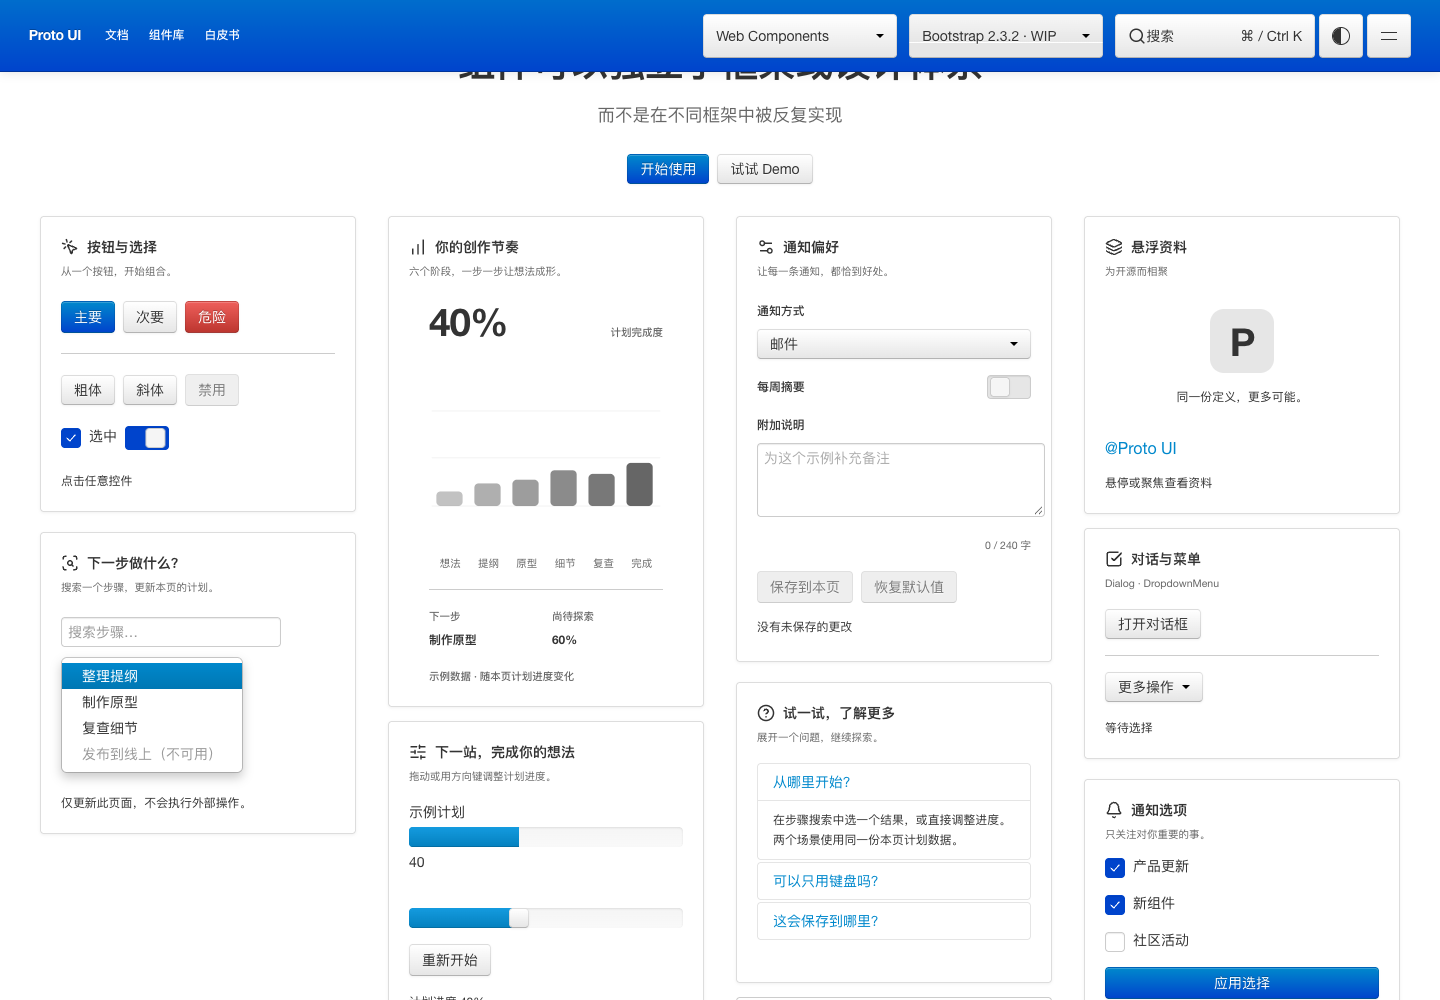 Proto UI
文档
组件库
白皮书
Web Components
Bootstrap 2.3.2 · WIP
搜索
⌘ / Ctrl K
组件可以独立于框架或设计体系
而不是在不同框架中被反复实现
开始使用
试试 Demo
按钮与选择
从一个按钮，开始组合。
主要
次要
危险
粗体
斜体
禁用
选中
点击任意控件
下一步做什么？
搜索一个步骤，更新本页的计划。
搜索步骤…
整理提纲
制作原型
复查细节
发布到线上（不可用）
仅更新此页面，不会执行外部操作。
你的创作节奏
六个阶段，一步一步让想法成形。
40%
计划完成度
想法
提纲
原型
细节
复查
完成
下一步
尚待探索
制作原型
60%
示例数据 · 随本页计划进度变化
下一站，完成你的想法
拖动或用方向键调整计划进度。
示例计划
40
重新开始
计划进度 40%
通知偏好
让每一条通知，都恰到好处。
通知方式
邮件
每周摘要
附加说明
为这个示例补充备注
0 / 240 字
保存到本页
恢复默认值
没有未保存的更改
试一试，了解更多
展开一个问题，继续探索。
从哪里开始？
在步骤搜索中选一个结果，或直接调整进度。
两个场景使用同一份本页计划数据。
可以只用键盘吗？
这会保存到哪里？
悬浮资料
为开源而相聚
P
同一份定义，更多可能。
@Proto UI
悬停或聚焦查看资料
对话与菜单
Dialog · DropdownMenu
打开对话框
更多操作
等待选择
通知选项
只关注对你重要的事。
产品更新
新组件
社区活动
应用选择